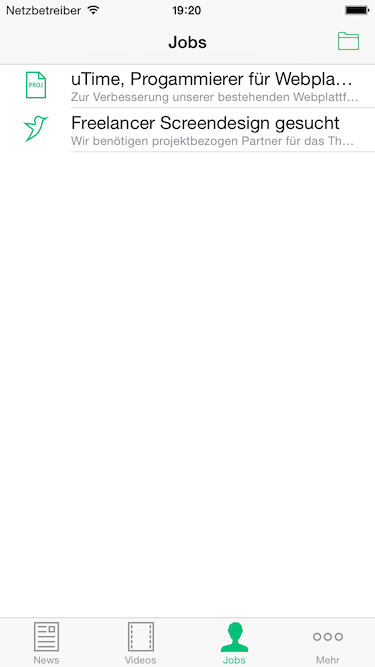 Netzbetreiber 19:20
Jobs
PROJ
uTime, Progammierer für Webpla…
Zur Verbesserung unserer bestehenden Webplattf…
Freelancer Screendesign gesucht
Wir benötigen projektbezogen Partner für das Th…
News Videos Jobs Mehr